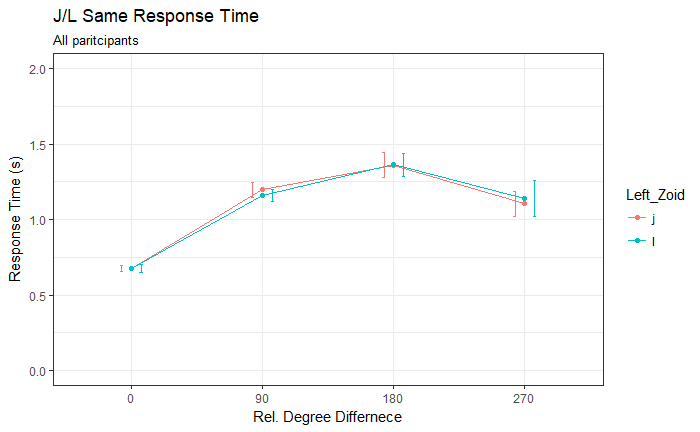 J/L Same Response Time
All paritcipants
2.0
1.5
1.0
0.5
0.0
Response Time (s)
0 90 180 270
Rel. Degree Differnece
Left_Zoid
j
l